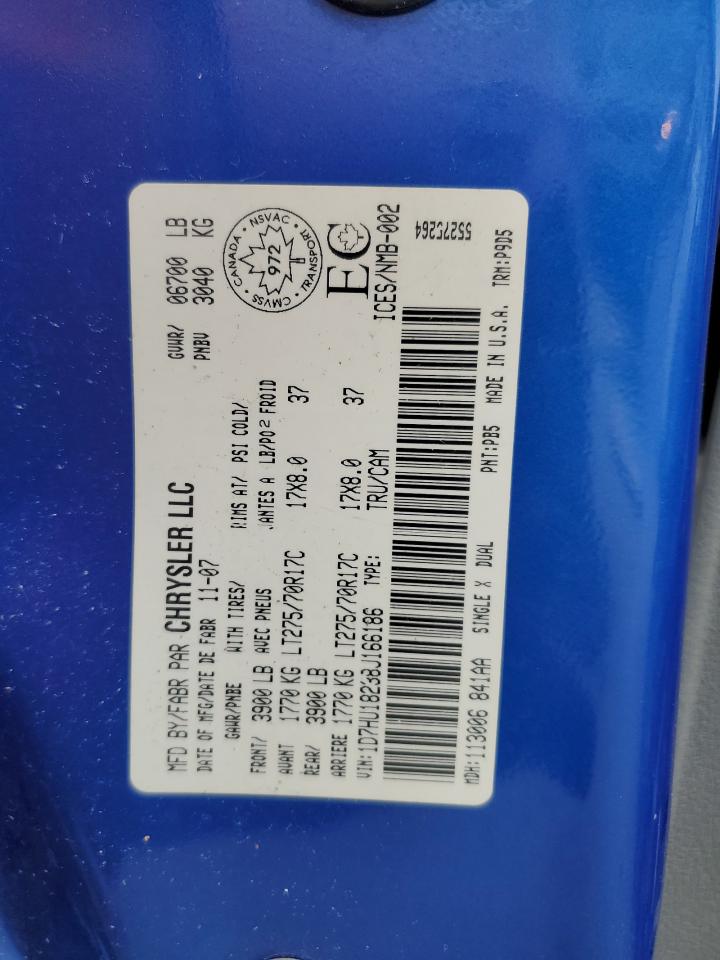 MFD BY/FABR PAR CHRYSLER LLC
DATE OF MFG/DATE DE FABR 11-07
GVWR/ 06700 LB
PNBV 3040 KG
GAWR/PNBE WITH TIRES/ RIMS AT/ PSI COLD/
AVEC PNEUS JANTES A LB/PO2 FROID
FRONT/ 3900 LB
AVANT 1770 KG LT275/70R17C 17X8.0 37
REAR/ 3900 LB
ARRIERE 1770 KG LT275/70R17C 17X8.0 37
VIN:1D7HU18238J166186 TYPE: TRU/CAM
CANADA · NSVAC · TRANSPORT · CMVSS
972
EC
ICES/NMB-002
55275264
MDH:113006 841AA SINGLE X DUAL
PNT:PB5 MADE IN U.S.A. TRM:P9D5